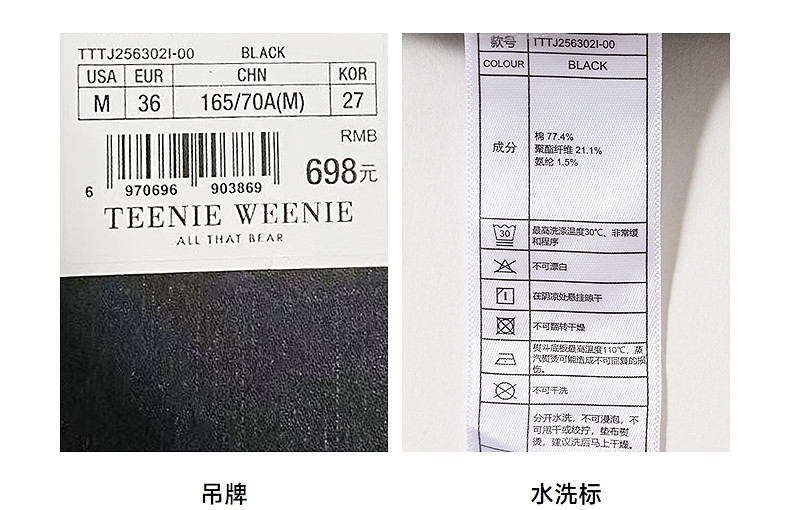 TTTJ256302I-00 BLACK
USA EUR CHN KOR
M 36 165/70A(M) 27
RMB
698元
6 970696 903869
TEENIE WEENIE
ALL THAT BEAR
吊牌
款号 TTTJ256302I-00
COLOUR BLACK
成分
棉 77.4%
聚酯纤维 21.1%
氨纶 1.5%
30
最高洗涤温度30℃、非常缓
和程序
不可漂白
在阴凉处悬挂晾干
不可翻转干燥
熨斗底板最高温度110℃,蒸
汽熨烫可能造成不可回复的损
伤。
不可干洗
分开水洗,不可浸泡,不
可甩干或绞拧,垫布熨
烫,建议洗后马上干燥。
水洗标